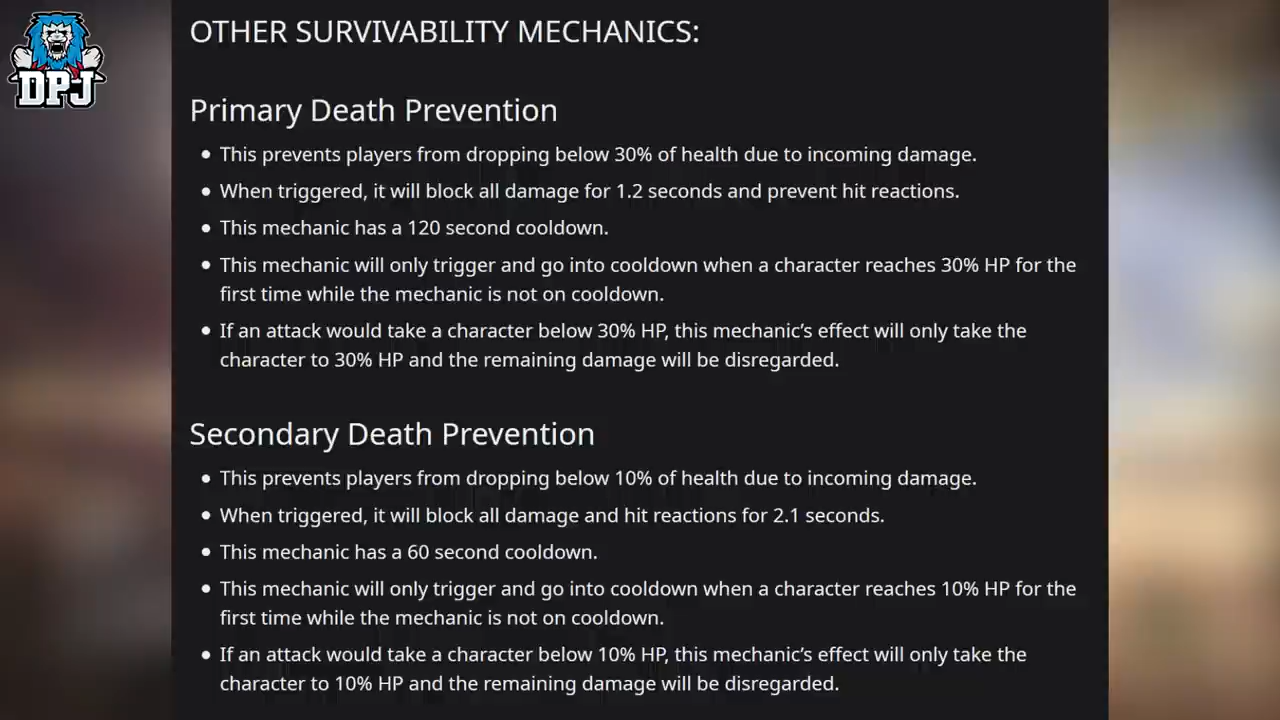 DPJ
OTHER SURVIVABILITY MECHANICS:
Primary Death Prevention
• This prevents players from dropping below 30% of health due to incoming damage.
• When triggered, it will block all damage for 1.2 seconds and prevent hit reactions.
• This mechanic has a 120 second cooldown.
• This mechanic will only trigger and go into cooldown when a character reaches 30% HP for the
first time while the mechanic is not on cooldown.
• If an attack would take a character below 30% HP, this mechanic’s effect will only take the
character to 30% HP and the remaining damage will be disregarded.
Secondary Death Prevention
• This prevents players from dropping below 10% of health due to incoming damage.
• When triggered, it will block all damage and hit reactions for 2.1 seconds.
• This mechanic has a 60 second cooldown.
• This mechanic will only trigger and go into cooldown when a character reaches 10% HP for the
first time while the mechanic is not on cooldown.
• If an attack would take a character below 10% HP, this mechanic’s effect will only take the
character to 10% HP and the remaining damage will be disregarded.